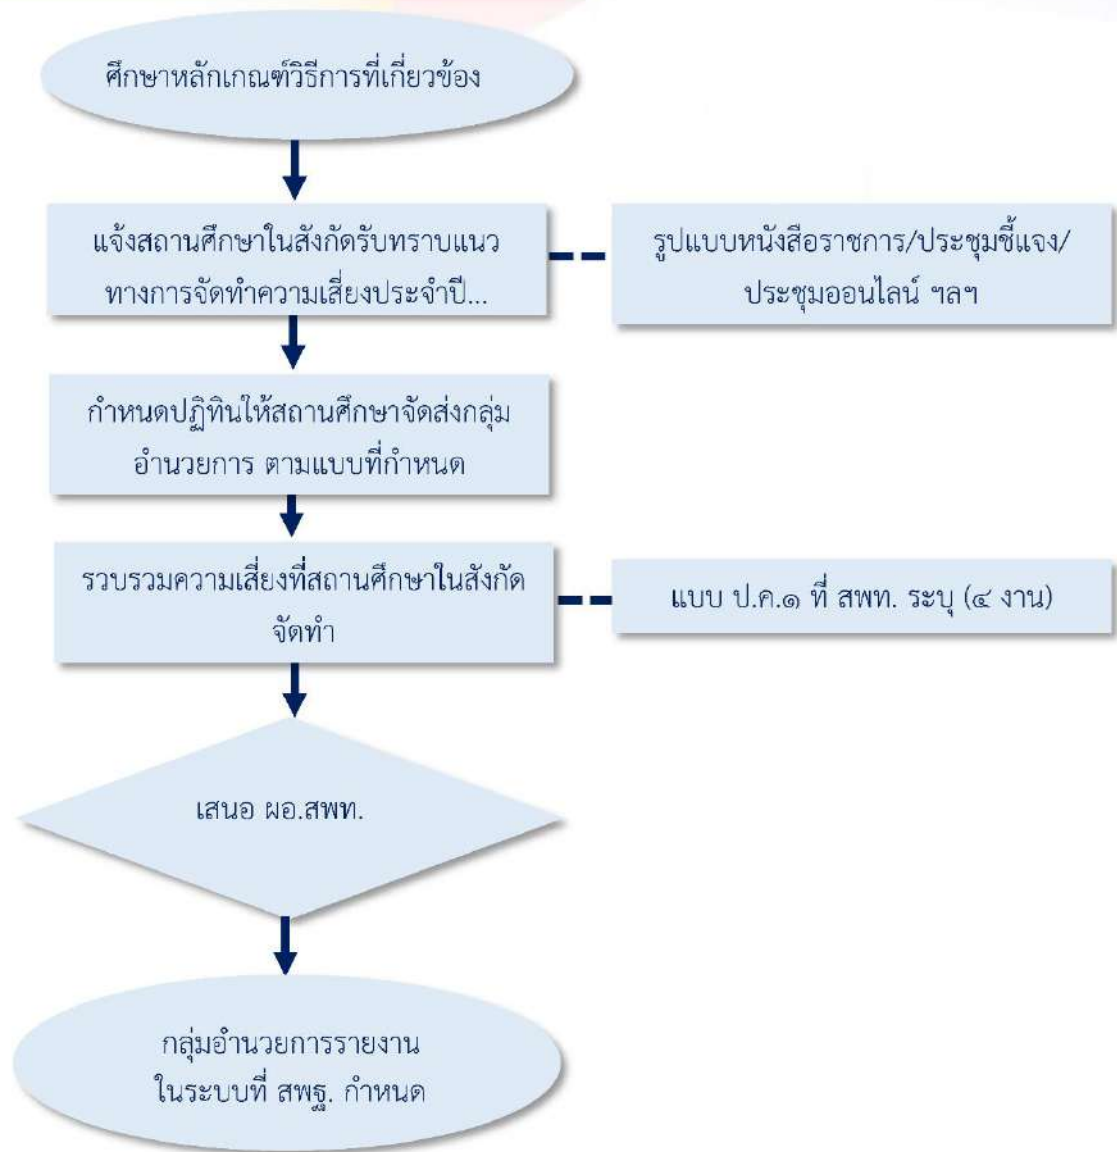 ศึกษาหลักเกณฑ์วิธีการที่เกี่ยวข้อง
แจ้งสถานศึกษาในสังกัดรับทราบแนว
ทางการจัดทำความเสี่ยงประจำปี...
รูปแบบหนังสือราชการ/ประชุมชี้แจง/
ประชุมออนไลน์ ฯลฯ
กำหนดปฏิทินให้สถานศึกษาจัดส่งกลุ่ม
อำนวยการ ตามแบบที่กำหนด
รวบรวมความเสี่ยงที่สถานศึกษาในสังกัด
จัดทำ
แบบ ป.ค.๑ ที่ สพท. ระบุ (๔ งาน)
เสนอ ผอ.สพท.
กลุ่มอำนวยการรายงาน
ในระบบที่ สพฐ. กำหนด